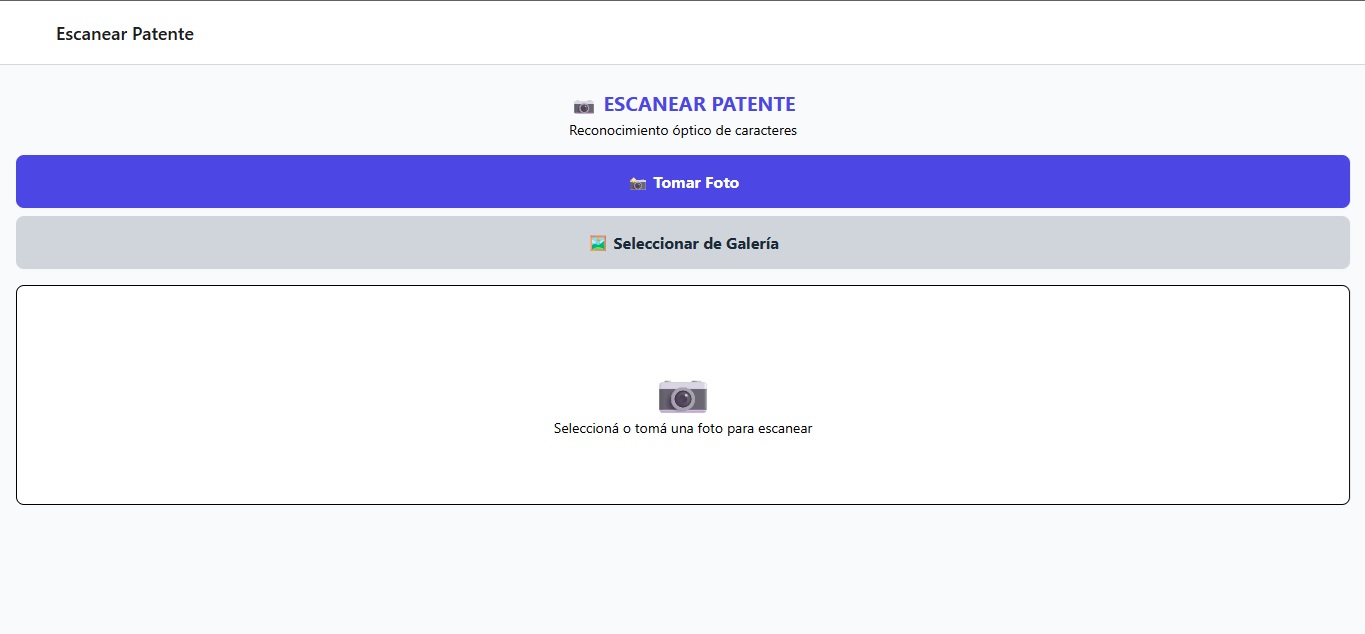 Escanear Patente
ESCANEAR PATENTE
Reconocimiento óptico de caracteres
Tomar Foto
Seleccionar de Galería
Seleccioná o tomá una foto para escanear